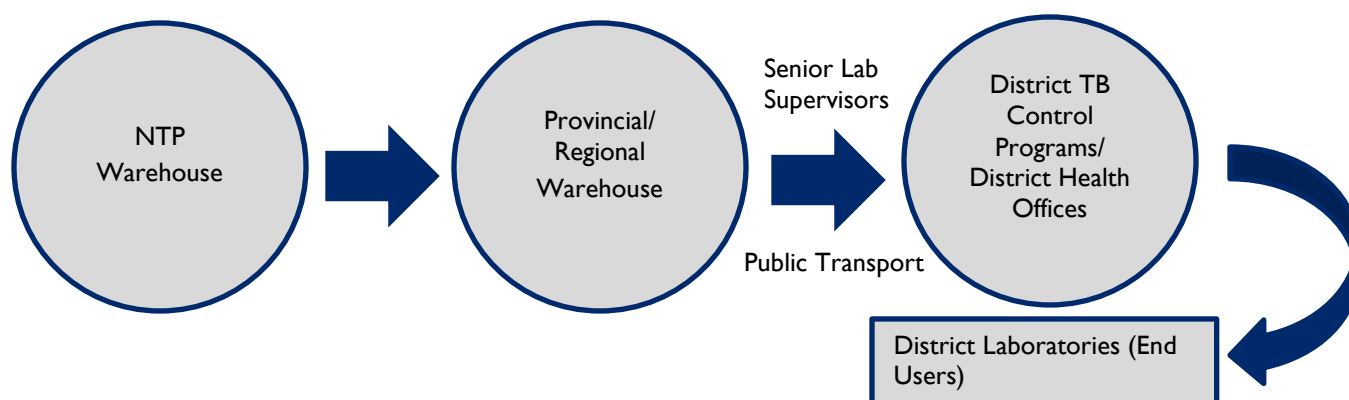 NTP
Warehouse
Provincial/
Regional
Warehouse
Senior Lab
Supervisors
Public Transport
District TB
Control
Programs/
District Health
Offices
District Laboratories (End
Users)